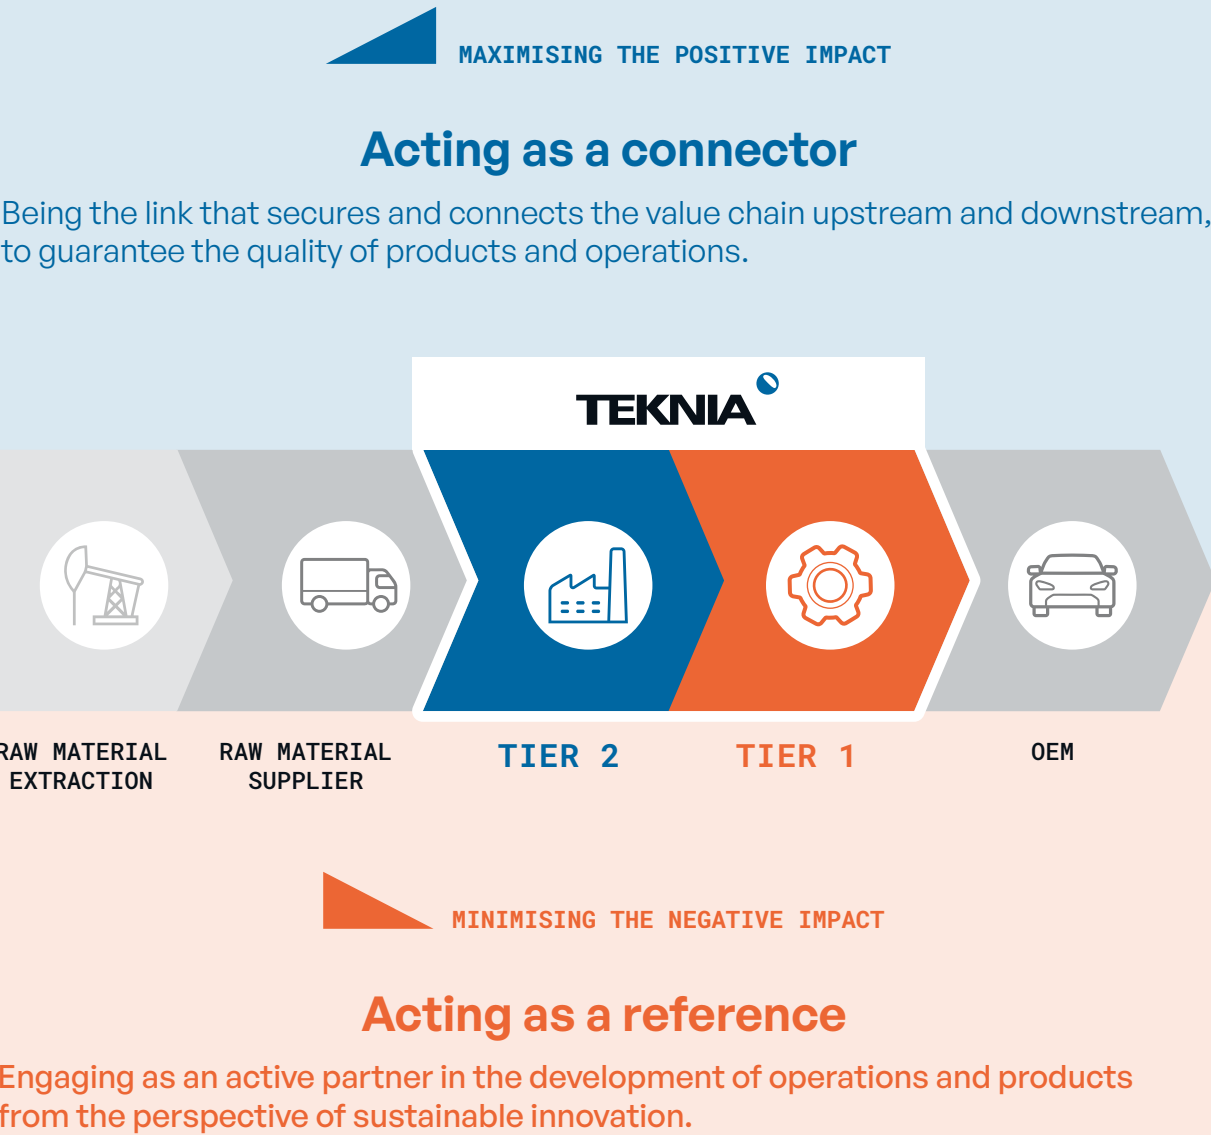 MAXIMISING THE POSITIVE IMPACT
Acting as a connector
Being the link that secures and connects the value chain upstream and downstream,
to guarantee the quality of products and operations.
TEKNIA
RAW MATERIAL
EXTRACTION
RAW MATERIAL
SUPPLIER
TIER 2
TIER 1
OEM
MINIMISING THE NEGATIVE IMPACT
Acting as a reference
Engaging as an active partner in the development of operations and products
from the perspective of sustainable innovation.